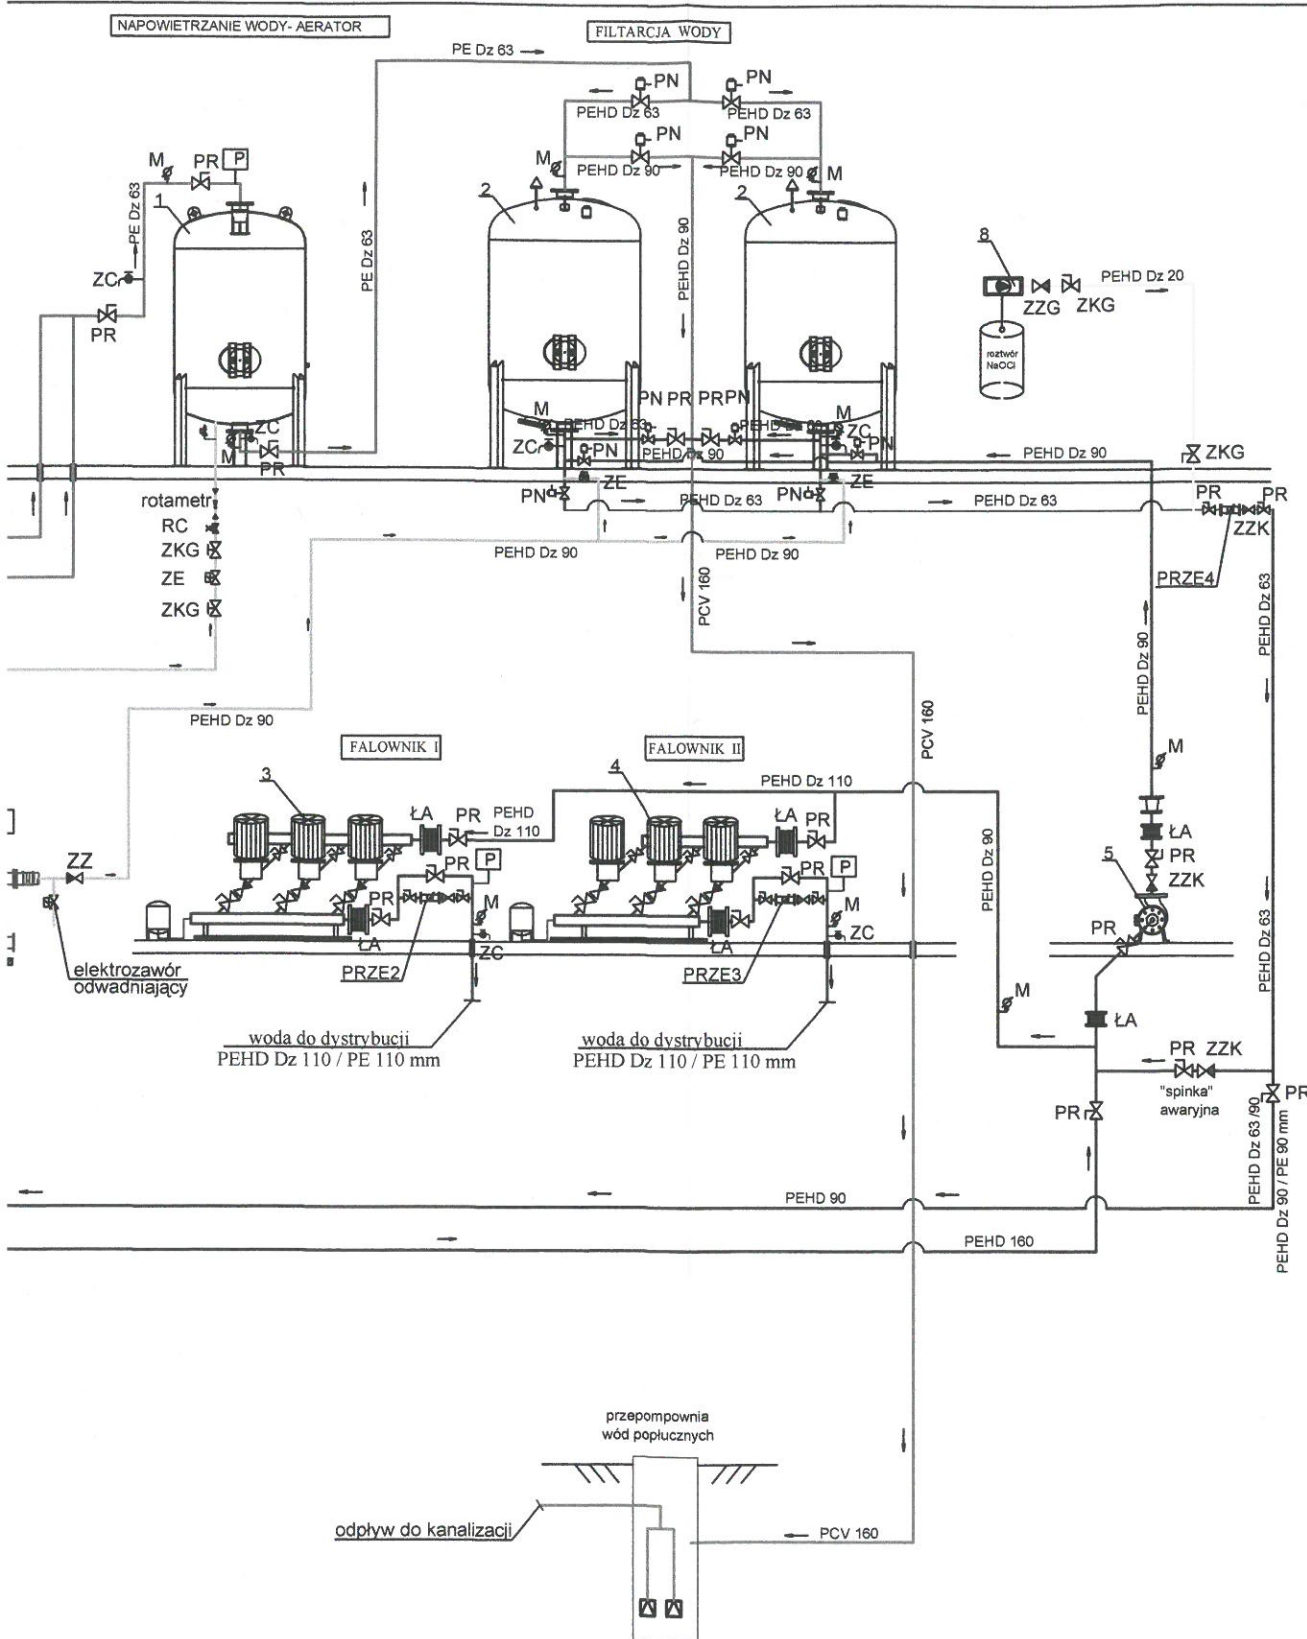 NAPOWIETRZANIE WODY- AERATOR
FILTARCJA WODY
PE Dz 63
PN
PN
PEHD Dz 63
PEHD Dz 63
PN
PN
M
PR
P
M
PEHD Dz 90
PEHD Dz 90
M
PE Dz 63
1
2
2
PE Dz 63
PEHD Dz 90
8
ZC
PEHD Dz 20
PR
ZZG
ZKG
roztwór
NaOCl
PN
PR
PR
PN
M
PEHD Dz 63
PEHD Dz 63
M
ZC
ZC
ZC
PN
M
PR
PN
PEHD Dz 90
PEHD Dz 90
ZKG
ZE
ZE
rotametr
PN
PN
PEHD Dz 63
PEHD Dz 63
PR
PR
RC
ZZK
ZKG
PEHD Dz 90
PEHD Dz 90
ZE
PRZE4
ZKG
PCV 160
PEHD Dz 63
PEHD Dz 90
PEHD Dz 90
PCV 160
FALOWNIK I
FALOWNIK II
M
3
4
PEHD Dz 110
ŁA
PR
PEHD
Dz 110
ŁA
PR
PEHD Dz 90
ŁA
ZZ
PR
P
PR
P
5
PR
ZZK
PR
PR
M
M
PR
ŁA
ZC
ŁA
ZC
PEHD Dz 63
elektrozawór
odwadniający
PRZE2
PRZE3
M
ŁA
woda do dystrybucji
PEHD Dz 110 / PE 110 mm
woda do dystrybucji
PEHD Dz 110 / PE 110 mm
PR
ZZK
"spinka"
awaryjna
PR
PR
PEHD Dz 63 /90
PEHD Dz 90 / PE 90 mm
PEHD 90
PEHD 160
przepompownia
wód popłucznych
odpływ do kanalizacji
PCV 160